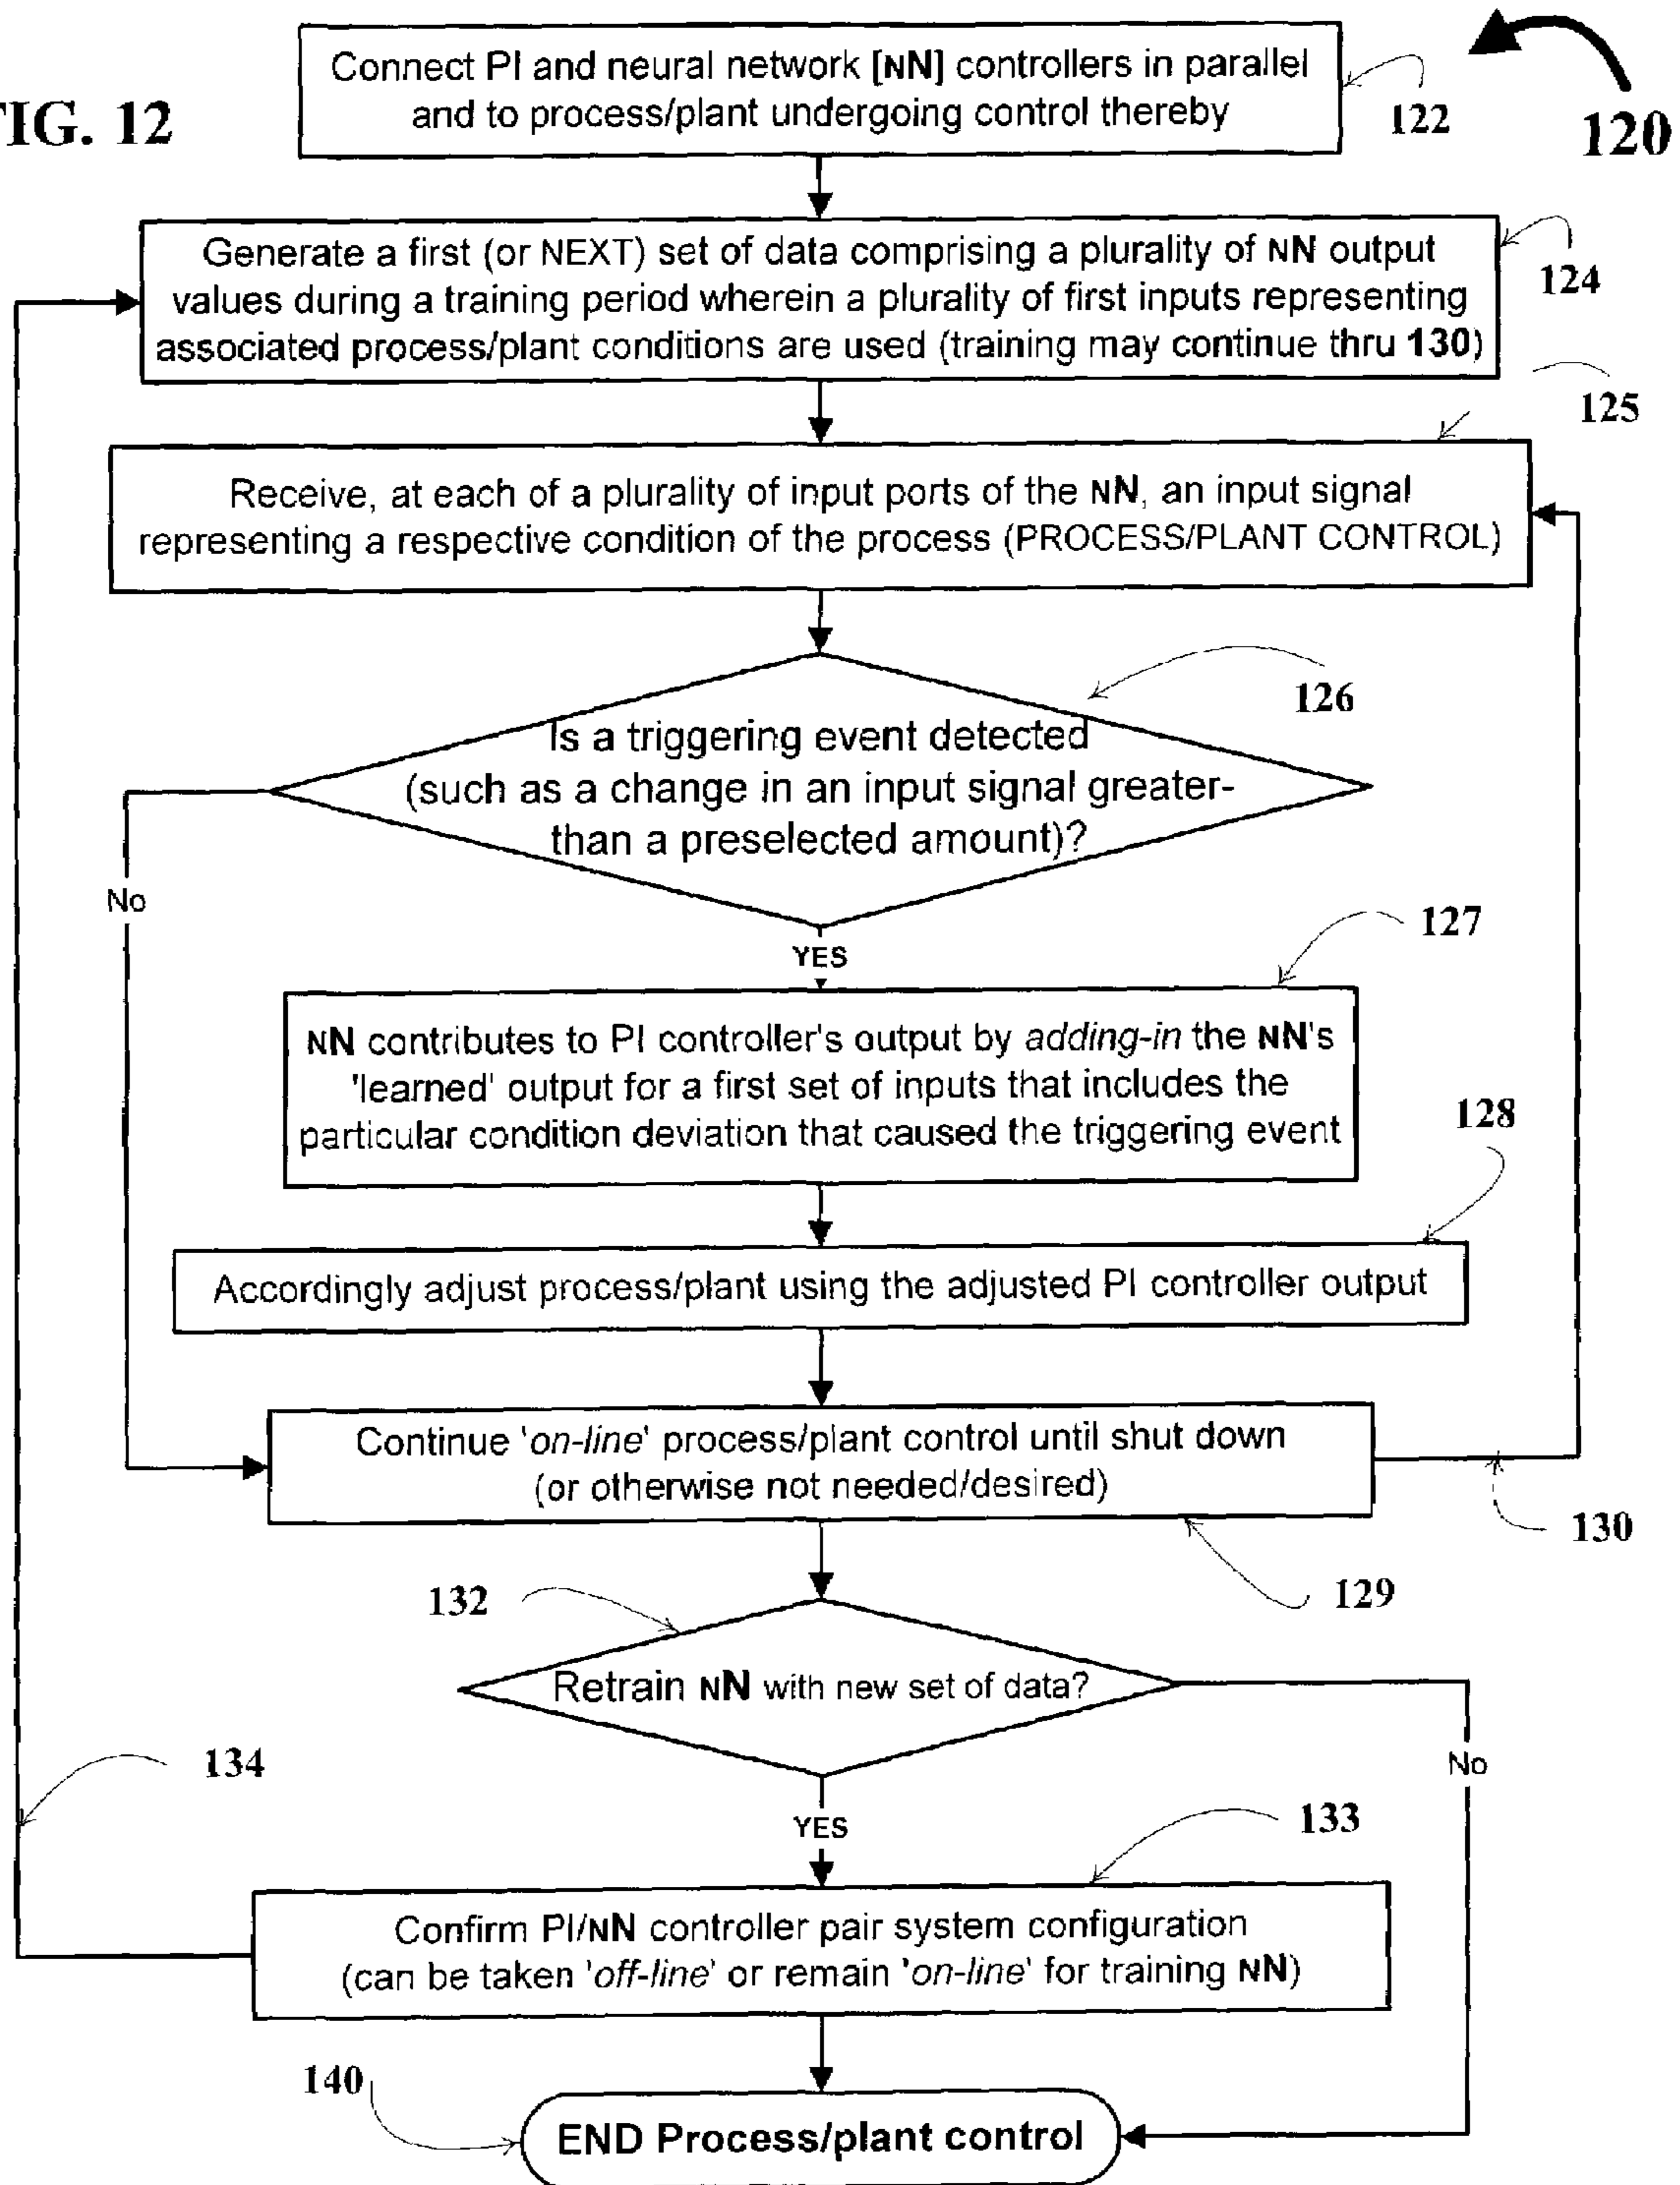 FIG. 12
120
Connect PI and neural network [NN] controllers in parallel
and to process/plant undergoing control thereby
122
Generate a first (or NEXT) set of data comprising a plurality of NN output
values during a training period wherein a plurality of first inputs representing
associated process/plant conditions are used (training may continue thru 130)
124
125
Receive, at each of a plurality of input ports of the NN, an input signal
representing a respective condition of the process (PROCESS/PLANT CONTROL)
126
Is a triggering event detected
(such as a change in an input signal greater-
than a preselected amount)?
No
YES
127
NN contributes to PI controller's output by adding-in the NN's
'learned' output for a first set of inputs that includes the
particular condition deviation that caused the triggering event
128
Accordingly adjust process/plant using the adjusted PI controller output
Continue 'on-line' process/plant control until shut down
(or otherwise not needed/desired)
130
129
132
Retrain NN with new set of data?
134
No
YES
133
Confirm PI/NN controller pair system configuration
(can be taken 'off-line' or remain 'on-line' for training NN)
140
END Process/plant control